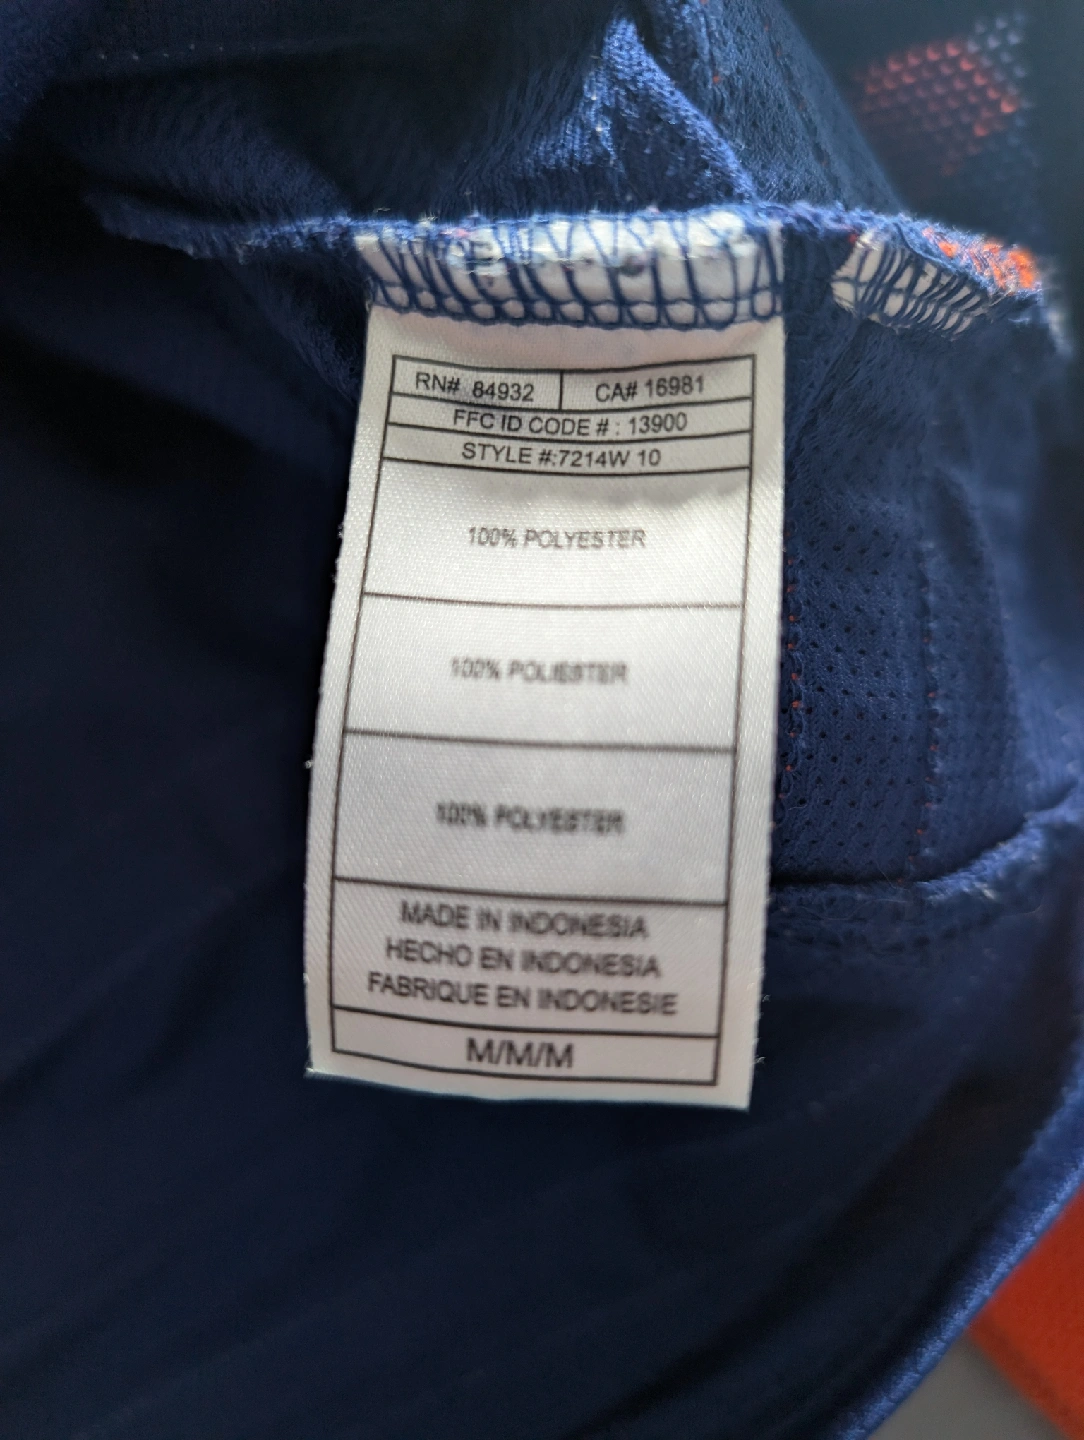 RN# 84932 CA# 16981
FFC ID CODE # : 13900
STYLE #:7214W 10
100% POLYESTER
100% POLIESTER
100% POLYESTER
MADE IN INDONESIA
HECHO EN INDONESIA
FABRIQUE EN INDONESIE
M/M/M